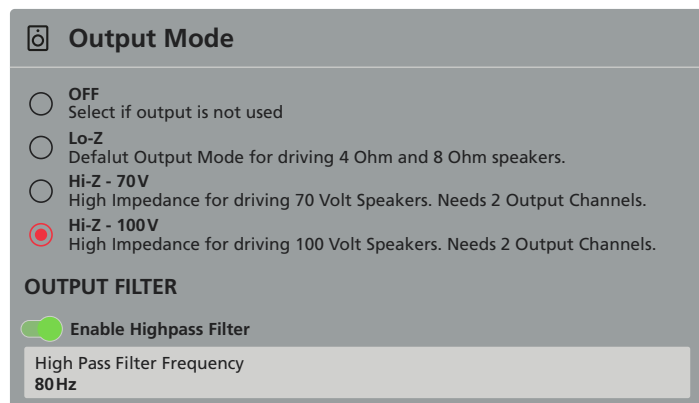 Output Mode
OFF
Select if output is not used
Lo-Z
Defalut Output Mode for driving 4 Ohm and 8 Ohm speakers.
Hi-Z - 70 V
High Impedance for driving 70 Volt Speakers. Needs 2 Output Channels.
Hi-Z - 100 V
High Impedance for driving 100 Volt Speakers. Needs 2 Output Channels.
OUTPUT FILTER
Enable Highpass Filter
High Pass Filter Frequency
80 Hz